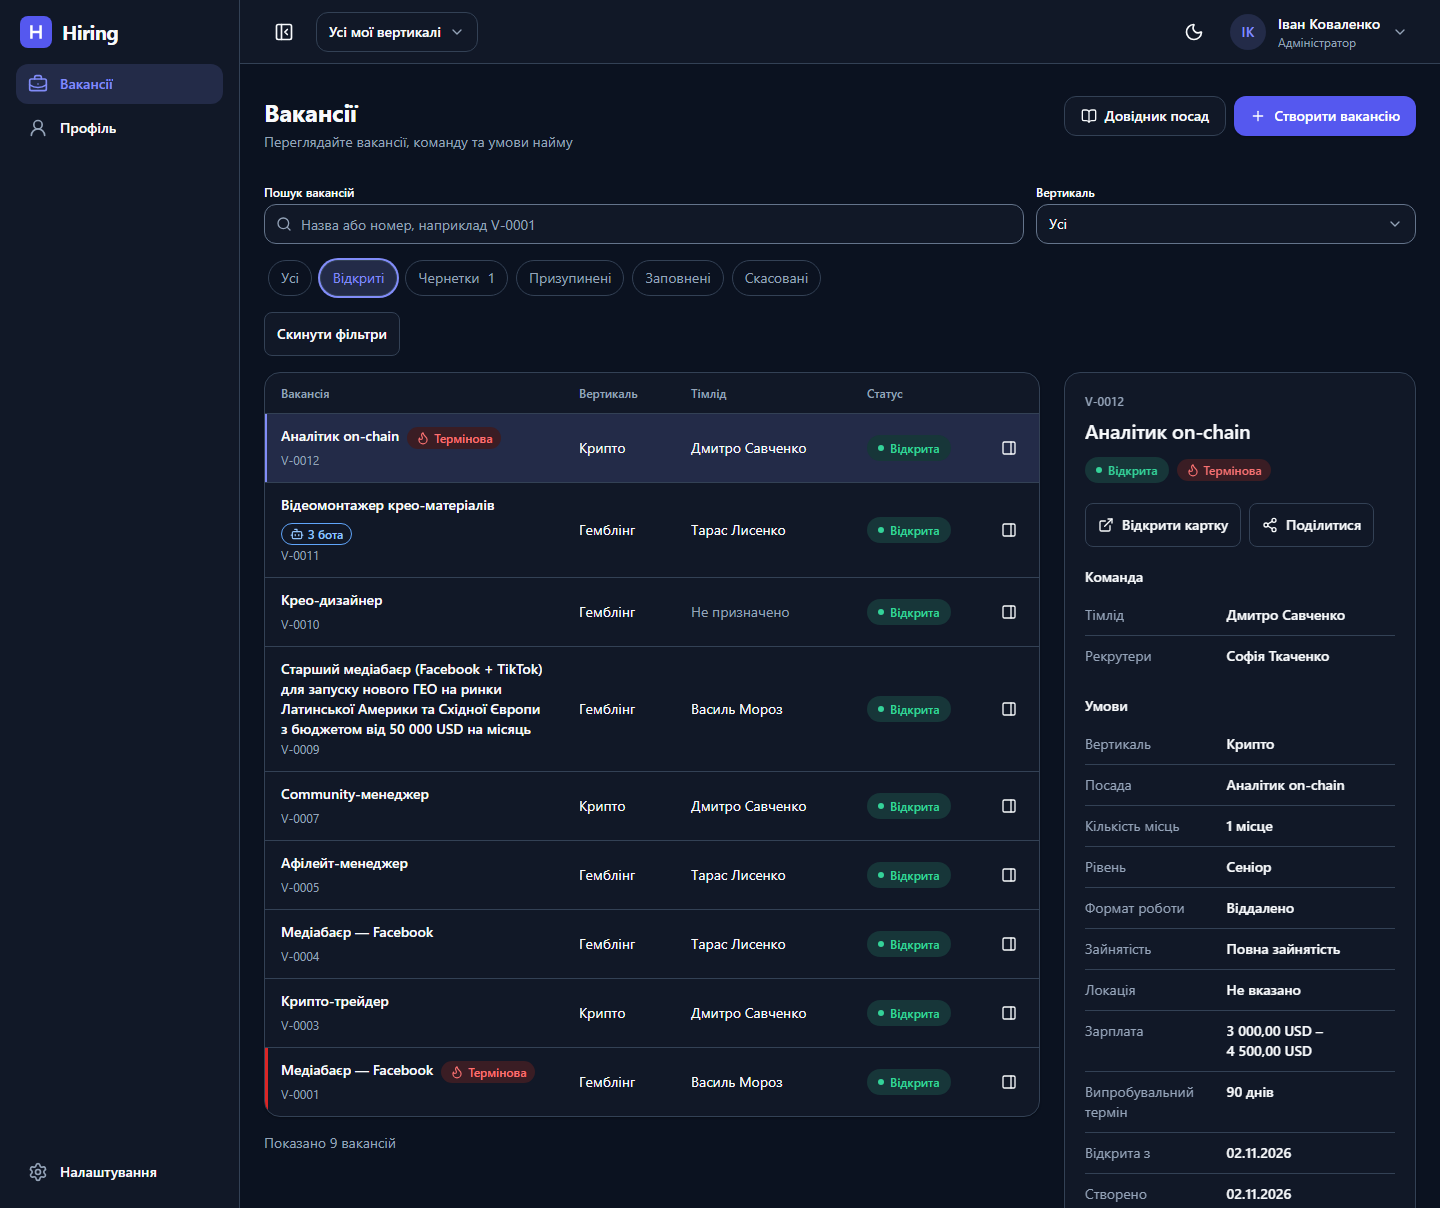 H Hiring
Вакансії
Профіль
Налаштування
Усі мої вертикалі
ІК
Іван Коваленко
Адміністратор
Вакансії
Переглядайте вакансії, команду та умови найму
Довідник посад
Створити вакансію
Пошук вакансій
Назва або номер, наприклад V-0001
Вертикаль
Усі
Усі
Відкриті
Чернетки 1
Призупинені
Заповнені
Скасовані
Скинути фільтри
Вакансія Вертикаль Тімлід Статус
Аналітик on-chain Термінова
V-0012
Крипто Дмитро Савченко Відкрита
Відеомонтажер крео-матеріалів
З бота
V-0011
Гемблінг Тарас Лисенко Відкрита
Крео-дизайнер
V-0010
Гемблінг Не призначено Відкрита
Старший медіабаєр (Facebook + TikTok)
для запуску нового ГЕО на ринки
Латинської Америки та Східної Європи
з бюджетом від 50 000 USD на місяць
V-0009
Гемблінг Василь Мороз Відкрита
Community-менеджер
V-0007
Крипто Дмитро Савченко Відкрита
Афілейт-менеджер
V-0005
Гемблінг Тарас Лисенко Відкрита
Медіабаєр — Facebook
V-0004
Гемблінг Тарас Лисенко Відкрита
Крипто-трейдер
V-0003
Крипто Дмитро Савченко Відкрита
Медіабаєр — Facebook Термінова
V-0001
Гемблінг Василь Мороз Відкрита
Показано 9 вакансій
V-0012
Аналітик on-chain
Відкрита Термінова
Відкрити картку
Поділитися
Команда
Тімлід Дмитро Савченко
Рекрутери Софія Ткаченко
Умови
Вертикаль Крипто
Посада Аналітик on-chain
Кількість місць 1 місце
Рівень Сеніор
Формат роботи Віддалено
Зайнятість Повна зайнятість
Локація Не вказано
Зарплата 3 000,00 USD –
4 500,00 USD
Випробувальний 90 днів
термін
Відкрита з 02.11.2026
Створено 02.11.2026